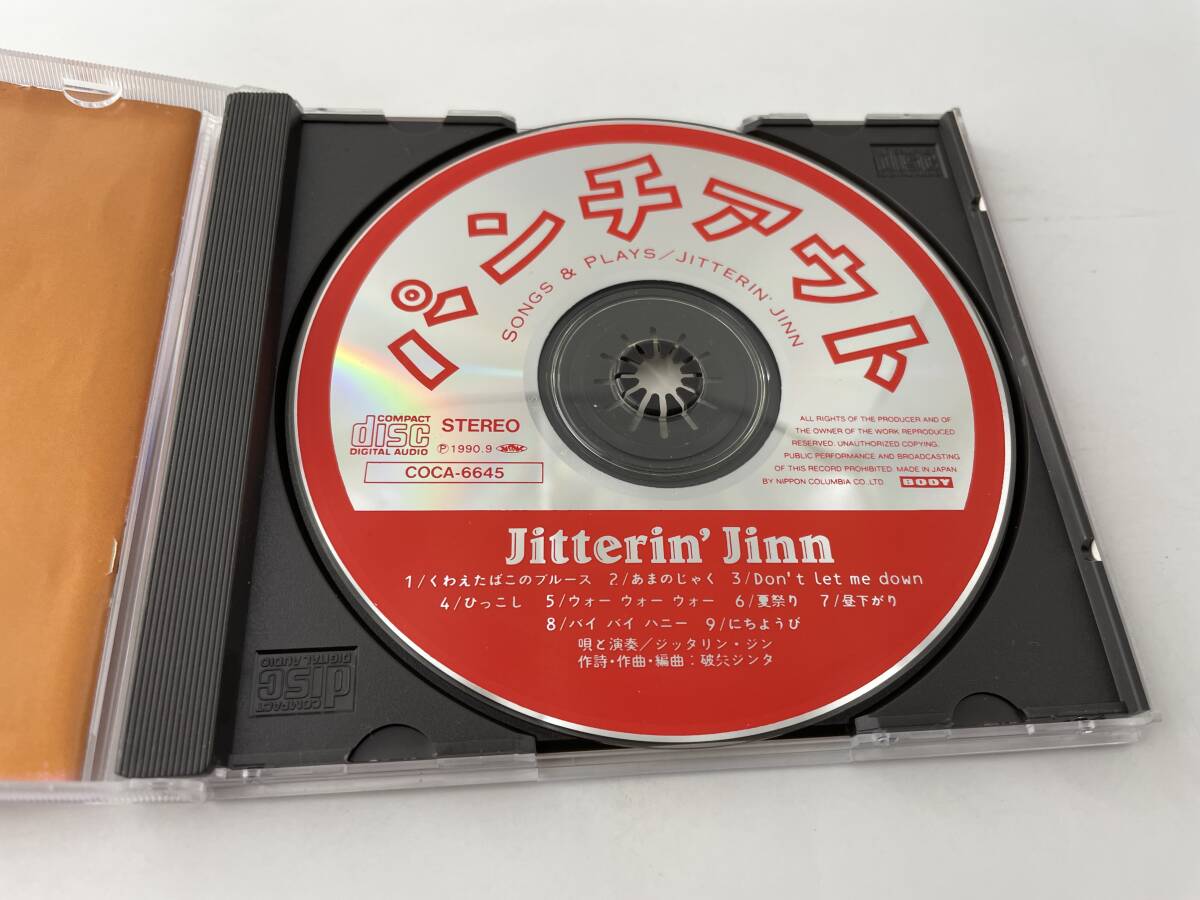 パンチアウト
SONGS & PLAYS/JITTERIN' JINN
COMPACT
disc
DIGITAL AUDIO
STEREO
Ⓟ1990.9
COCA-6645
ALL RIGHTS OF THE PRODUCER AND OF
THE OWNER OF THE WORK REPRODUCED
RESERVED. UNAUTHORIZED COPYING,
PUBLIC PERFORMANCE AND BROADCASTING
OF THIS RECORD PROHIBITED. MADE IN JAPAN
BY NIPPON COLUMBIA CO., LTD. BODY
Jitterin' Jinn
1/くわえたばこのブルース 2/あまのじゃく 3/Don't let me down
4/ひっこし 5/ウォー ウォー ウォー 6/夏祭り 7/昼下がり
8/バイ バイ ハニー 9/にちようび
唄と演奏/ジッタリン・ジン
作詩・作曲・編曲:破矢ジンタ
disc
COMPACT
disc
DIGITAL AUDIO